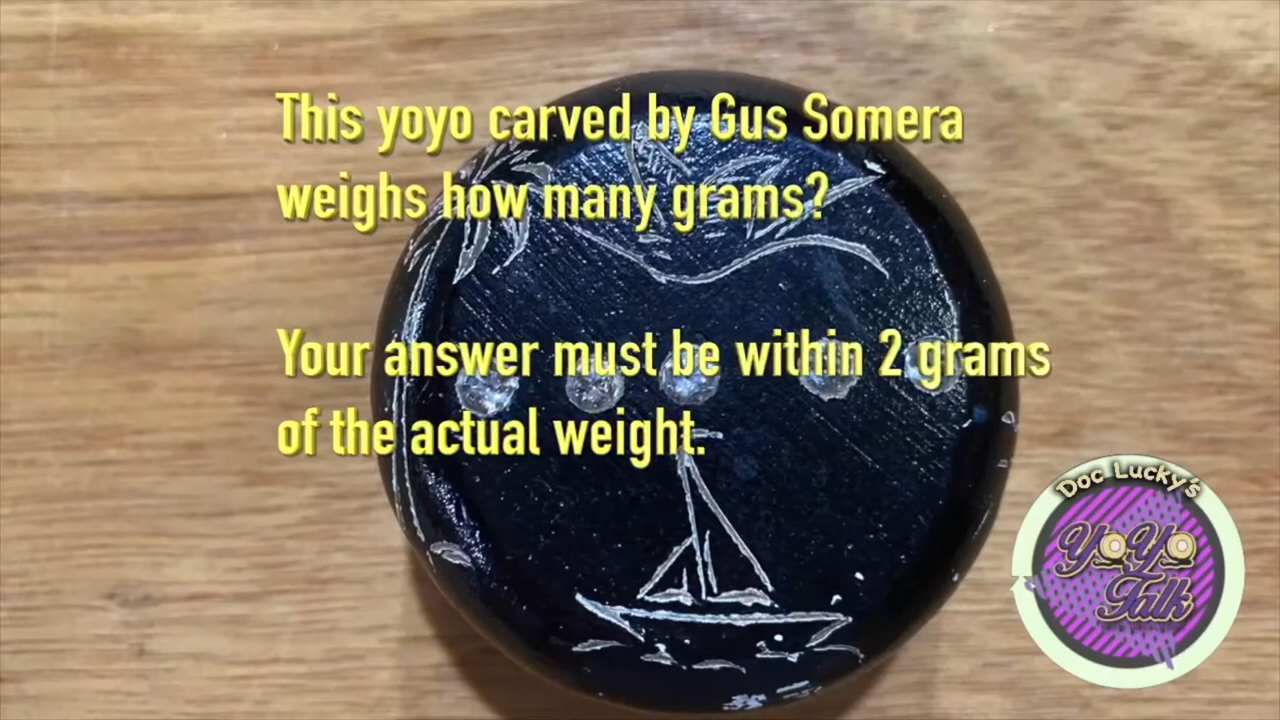 This yoyo carved by Gus Somera
weighs how many grams?
Your answer must be within 2 grams
of the actual weight.
Doc Lucky's
YoYo
Talk